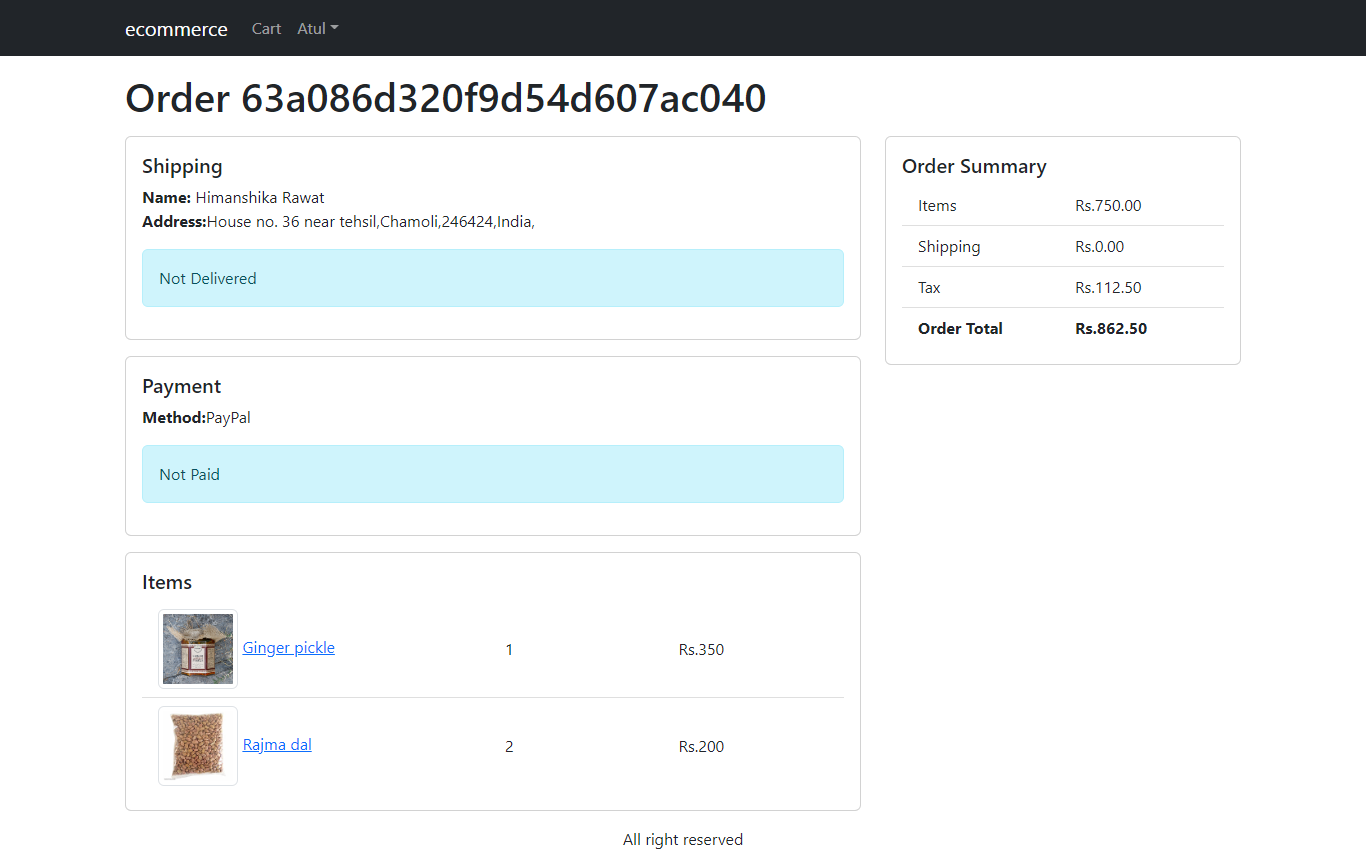 ecommerce Cart Atul
Order 63a086d320f9d54d607ac040
Shipping
Name: Himanshika Rawat
Address:House no. 36 near tehsil,Chamoli,246424,India,
Not Delivered
Payment
Method:PayPal
Not Paid
Items
Ginger pickle 1 Rs.350
Rajma dal 2 Rs.200
Order Summary
Items Rs.750.00
Shipping Rs.0.00
Tax Rs.112.50
Order Total Rs.862.50
All right reserved